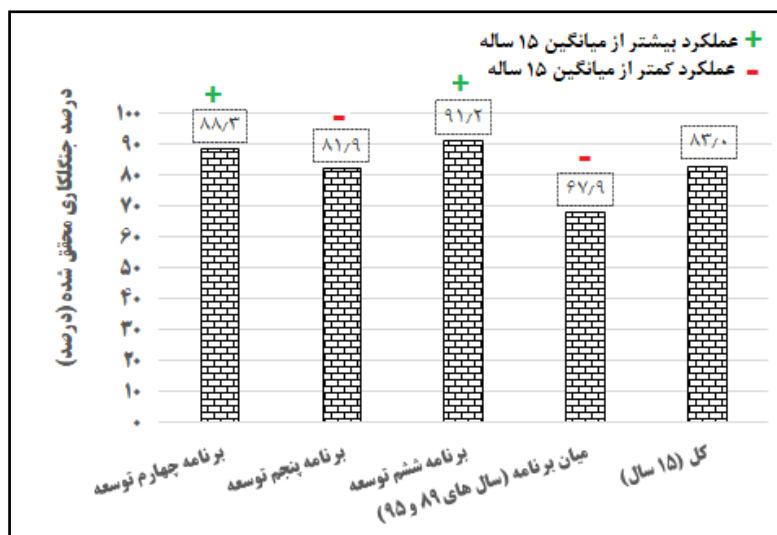 + عملکرد بیشتر از میانگین ۱۵ ساله
- عملکرد کمتر از میانگین ۱۵ ساله
درصد جنگلکاری محقق شده (درصد)
۱۰۰
۹۰
۸۰
۷۰
۶۰
۵۰
۴۰
۳۰
۲۰
۱۰
۰
+
۸۸٫۳
-
۸۱٫۹
+
۹۱٫۲
-
۶۷٫۹
۸۳٫۰
برنامه چهارم توسعه
برنامه پنجم توسعه
برنامه ششم توسعه
میان برنامه (سال های ۸۹ و ۹۵)
کل (۱۵ سال)